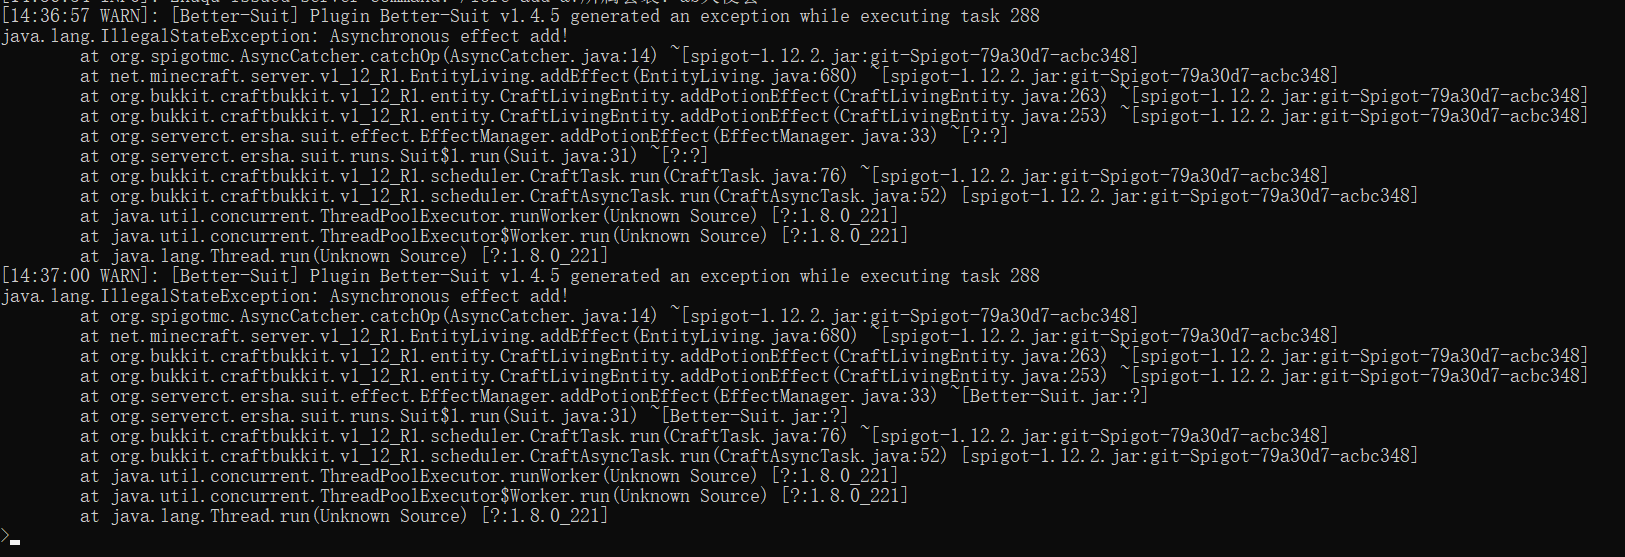 [14:36:57 WARN]: [Better-Suit] Plugin Better-Suit v1.4.5 generated an exception while executing task 288
java.lang.IllegalStateException: Asynchronous effect add!
at org.spigotmc.AsyncCatcher.catchOp(AsyncCatcher.java:14) ~[spigot-1.12.2.jar:git-Spigot-79a30d7-acbc348]
at net.minecraft.server.v1_12_R1.EntityLiving.addEffect(EntityLiving.java:680) ~[spigot-1.12.2.jar:git-Spigot-79a30d7-acbc348]
at org.bukkit.craftbukkit.v1_12_R1.entity.CraftLivingEntity.addPotionEffect(CraftLivingEntity.java:263) ~[spigot-1.12.2.jar:git-Spigot-79a30d7-acbc348]
at org.bukkit.craftbukkit.v1_12_R1.entity.CraftLivingEntity.addPotionEffect(CraftLivingEntity.java:253) ~[spigot-1.12.2.jar:git-Spigot-79a30d7-acbc348]
at org.serverct.ersha.suit.effect.EffectManager.addPotionEffect(EffectManager.java:33) ~[?:?]
at org.serverct.ersha.suit.runs.Suit$1.run(Suit.java:31) ~[?:?]
at org.bukkit.craftbukkit.v1_12_R1.scheduler.CraftTask.run(CraftTask.java:76) ~[spigot-1.12.2.jar:git-Spigot-79a30d7-acbc348]
at org.bukkit.craftbukkit.v1_12_R1.scheduler.CraftAsyncTask.run(CraftAsyncTask.java:52) [spigot-1.12.2.jar:git-Spigot-79a30d7-acbc348]
at java.util.concurrent.ThreadPoolExecutor.runWorker(Unknown Source) [?:1.8.0_221]
at java.util.concurrent.ThreadPoolExecutor$Worker.run(Unknown Source) [?:1.8.0_221]
at java.lang.Thread.run(Unknown Source) [?:1.8.0_221]
[14:37:00 WARN]: [Better-Suit] Plugin Better-Suit v1.4.5 generated an exception while executing task 288
java.lang.IllegalStateException: Asynchronous effect add!
at org.spigotmc.AsyncCatcher.catchOp(AsyncCatcher.java:14) ~[spigot-1.12.2.jar:git-Spigot-79a30d7-acbc348]
at net.minecraft.server.v1_12_R1.EntityLiving.addEffect(EntityLiving.java:680) ~[spigot-1.12.2.jar:git-Spigot-79a30d7-acbc348]
at org.bukkit.craftbukkit.v1_12_R1.entity.CraftLivingEntity.addPotionEffect(CraftLivingEntity.java:263) ~[spigot-1.12.2.jar:git-Spigot-79a30d7-acbc348]
at org.bukkit.craftbukkit.v1_12_R1.entity.CraftLivingEntity.addPotionEffect(CraftLivingEntity.java:253) ~[spigot-1.12.2.jar:git-Spigot-79a30d7-acbc348]
at org.serverct.ersha.suit.effect.EffectManager.addPotionEffect(EffectManager.java:33) ~[Better-Suit.jar:?]
at org.serverct.ersha.suit.runs.Suit$1.run(Suit.java:31) ~[Better-Suit.jar:?]
at org.bukkit.craftbukkit.v1_12_R1.scheduler.CraftTask.run(CraftTask.java:76) ~[spigot-1.12.2.jar:git-Spigot-79a30d7-acbc348]
at org.bukkit.craftbukkit.v1_12_R1.scheduler.CraftAsyncTask.run(CraftAsyncTask.java:52) [spigot-1.12.2.jar:git-Spigot-79a30d7-acbc348]
at java.util.concurrent.ThreadPoolExecutor.runWorker(Unknown Source) [?:1.8.0_221]
at java.util.concurrent.ThreadPoolExecutor$Worker.run(Unknown Source) [?:1.8.0_221]
at java.lang.Thread.run(Unknown Source) [?:1.8.0_221]
>